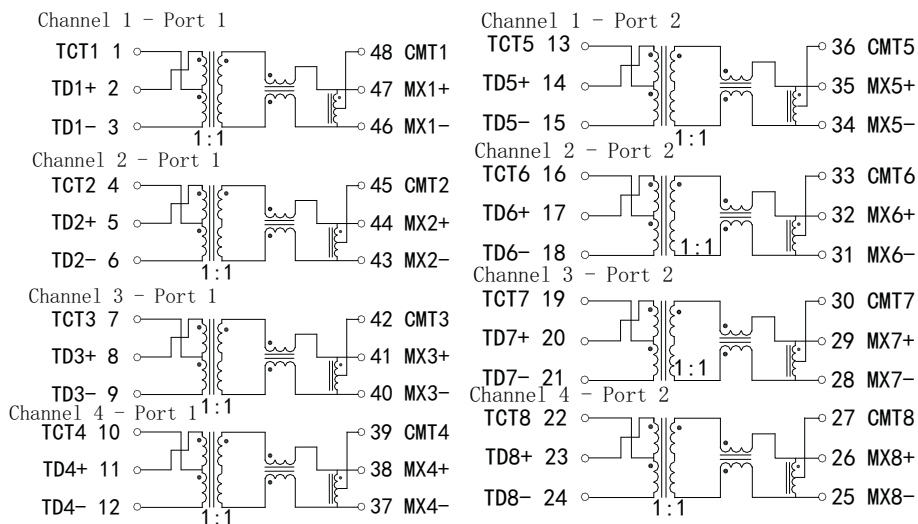 Channel 1 - Port 1
TCT1 1
48 CMT1
TD1+ 2
47 MX1+
TD1- 3
46 MX1-
1:1
Channel 2 - Port 1
TCT2 4
45 CMT2
TD2+ 5
44 MX2+
TD2- 6
43 MX2-
1:1
Channel 3 - Port 1
TCT3 7
42 CMT3
TD3+ 8
41 MX3+
TD3- 9
40 MX3-
1:1
Channel 4 - Port 1
TCT4 10
39 CMT4
TD4+ 11
38 MX4+
TD4- 12
37 MX4-
1:1
Channel 1 - Port 2
TCT5 13
36 CMT5
TD5+ 14
35 MX5+
TD5- 15
34 MX5-
1:1
Channel 2 - Port 2
TCT6 16
33 CMT6
TD6+ 17
32 MX6+
TD6- 18
31 MX6-
1:1
Channel 3 - Port 2
TCT7 19
30 CMT7
TD7+ 20
29 MX7+
TD7- 21
28 MX7-
1:1
Channel 4 - Port 2
TCT8 22
27 CMT8
TD8+ 23
26 MX8+
TD8- 24
25 MX8-
1:1